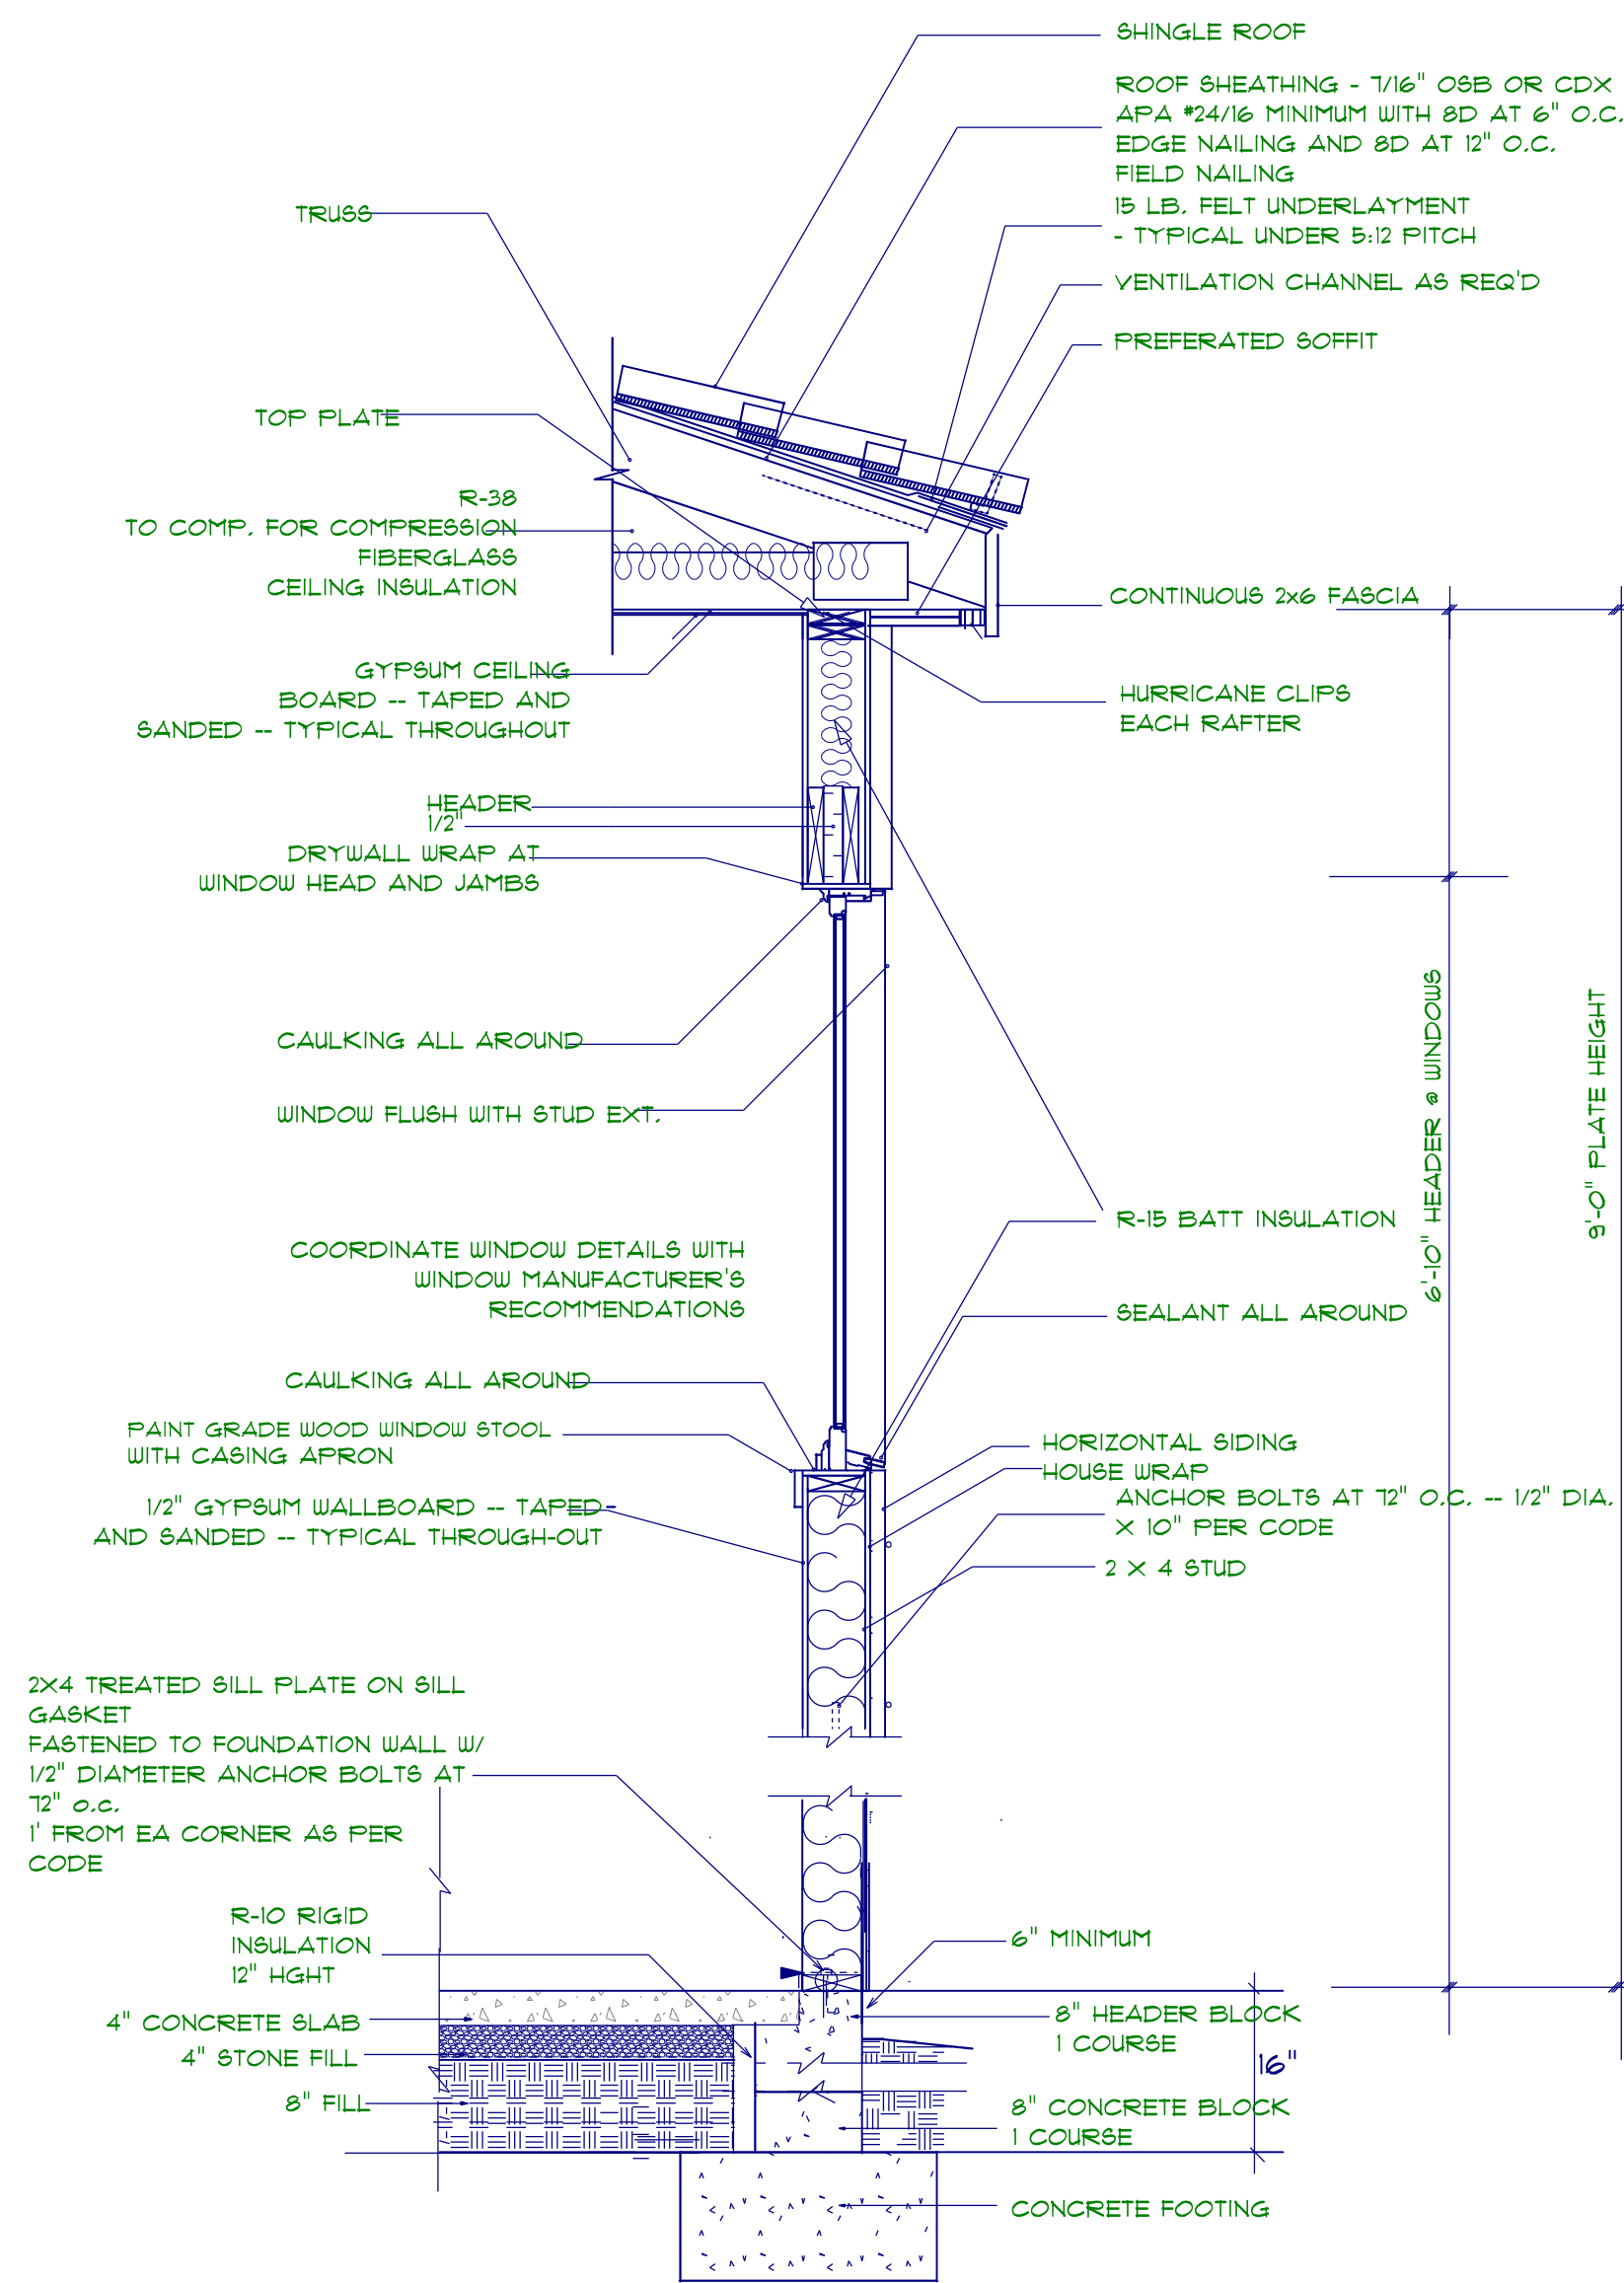 SHINGLE ROOF
ROOF SHEATHING - 7/16" OSB OR CDX
APA #24/16 MINIMUM WITH 8D AT 6" O.C.
EDGE NAILING AND 8D AT 12" O.C.
FIELD NAILING
15 LB. FELT UNDERLAYMENT
- TYPICAL UNDER 5:12 PITCH
VENTILATION CHANNEL AS REQ'D
PREFERATED SOFFIT
TRUSS
TOP PLATE
R-38
TO COMP. FOR COMPRESSION
FIBERGLASS
CEILING INSULATION
CONTINUOUS 2x6 FASCIA
GYPSUM CEILING
BOARD -- TAPED AND
SANDED -- TYPICAL THROUGHOUT
HURRICANE CLIPS
EACH RAFTER
HEADER
1/2"
DRYWALL WRAP AT
WINDOW HEAD AND JAMBS
CAULKING ALL AROUND
WINDOW FLUSH WITH STUD EXT.
6'-10" HEADER @ WINDOWS
9'-0" PLATE HEIGHT
R-15 BATT INSULATION
COORDINATE WINDOW DETAILS WITH
WINDOW MANUFACTURER'S
RECOMMENDATIONS
SEALANT ALL AROUND
CAULKING ALL AROUND
PAINT GRADE WOOD WINDOW STOOL
WITH CASING APRON
HORIZONTAL SIDING
HOUSE WRAP
1/2" GYPSUM WALLBOARD -- TAPED-
AND SANDED -- TYPICAL THROUGH-OUT
ANCHOR BOLTS AT 72" O.C. -- 1/2" DIA.
X 10" PER CODE
2 X 4 STUD
2X4 TREATED SILL PLATE ON SILL
GASKET
FASTENED TO FOUNDATION WALL W/
1/2" DIAMETER ANCHOR BOLTS AT
72" o.c.
1' FROM EA CORNER AS PER
CODE
R-10 RIGID
INSULATION
12" HGHT
6" MINIMUM
4" CONCRETE SLAB
8" HEADER BLOCK
1 COURSE
4" STONE FILL
16"
8" FILL
8" CONCRETE BLOCK
1 COURSE
CONCRETE FOOTING